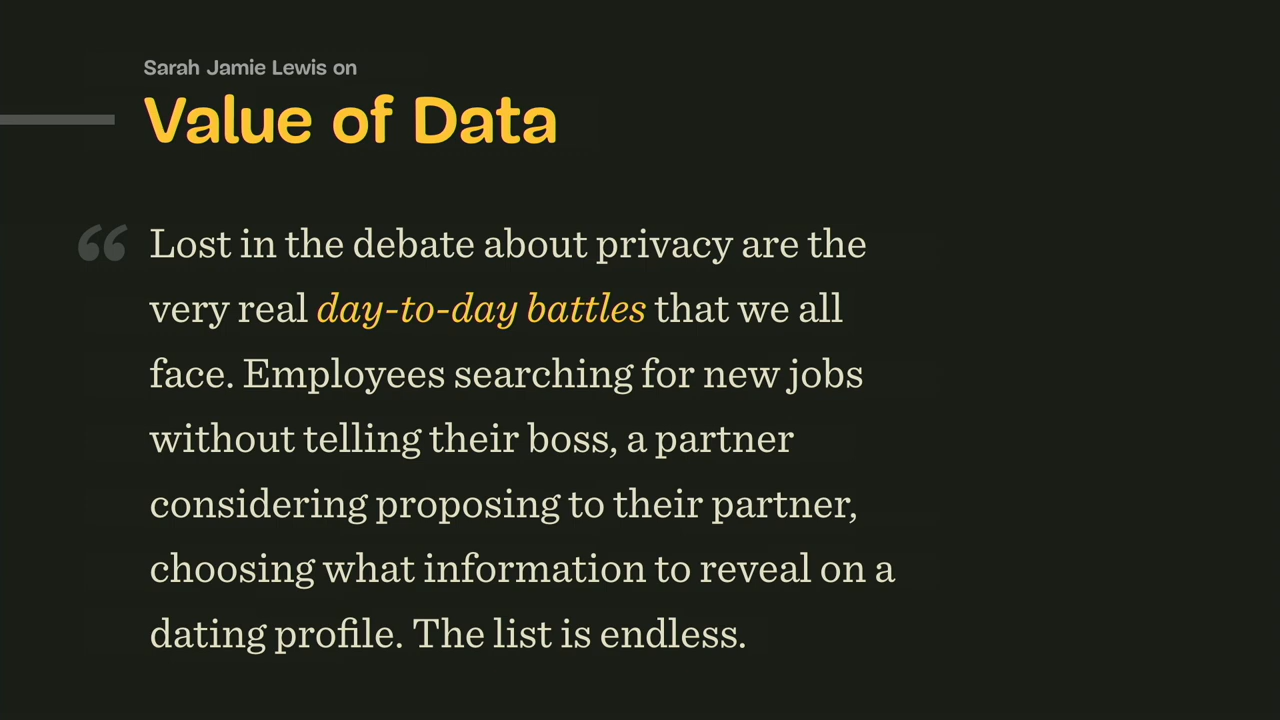 Sarah Jamie Lewis on
Value of Data
“ Lost in the debate about privacy are the
very real day-to-day battles that we all
face. Employees searching for new jobs
without telling their boss, a partner
considering proposing to their partner,
choosing what information to reveal on a
dating profile. The list is endless.